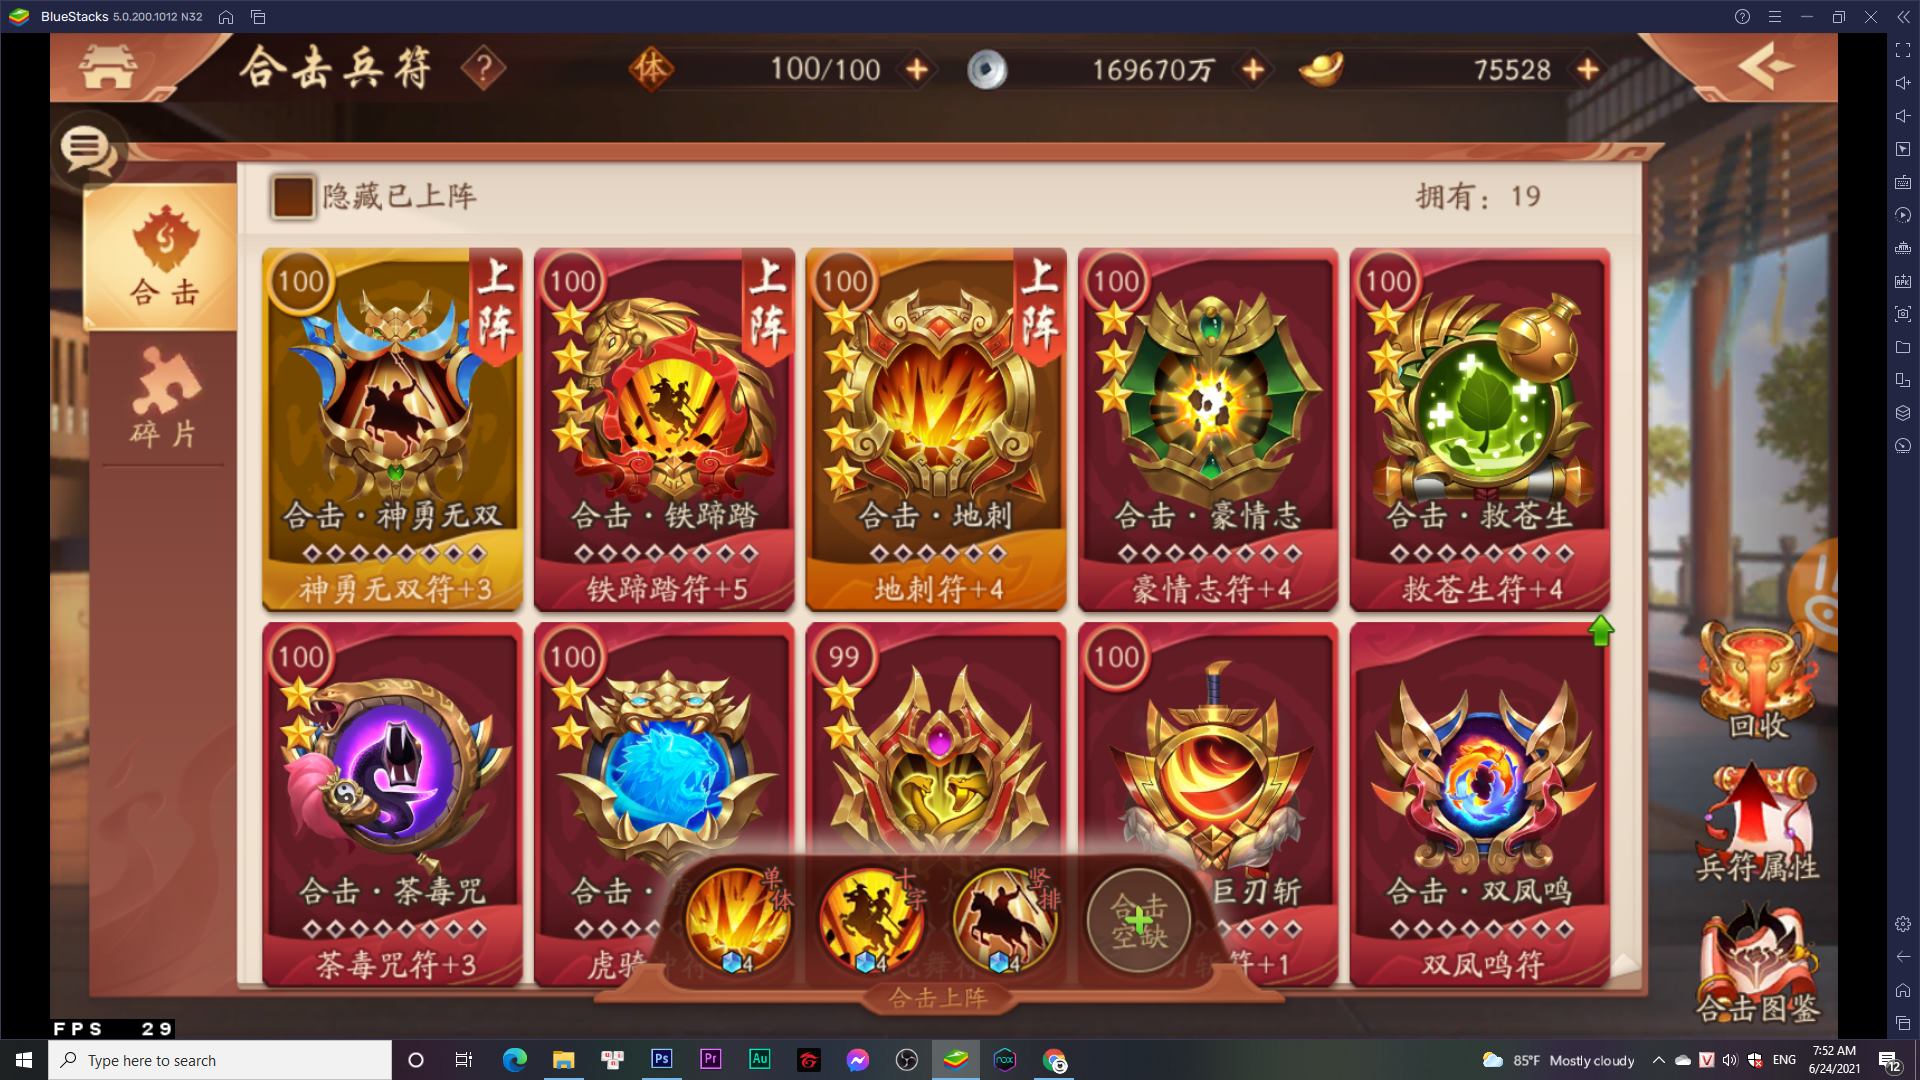 BlueStacks 5.0.200.1012 N32
合击兵符 ?
体 100/100 169670万 75528
隐藏已上阵 拥有：19
合击
碎片
100 上阵
合击·神勇无双
神勇无双符+3
100 上阵
合击·铁蹄踏
铁蹄踏符+5
100 上阵
合击·地刺
地刺符+4
100
合击·豪情志
豪情志符+4
100
合击·救苍生
救苍生符+4
100
合击·荼毒咒
荼毒咒符+3
100
合击·
虎骑
99
100
巨刃斩
符+1
合击·双凤鸣
双凤鸣符
单体 4
十字 4
竖排 4
合击空缺
合击上阵
回收
兵符属性
合击图鉴
FPS 29
Type here to search
Ps
Pr
Au
nox
85°F Mostly cloudy
V
ENG
7:52 AM
6/24/2021
12